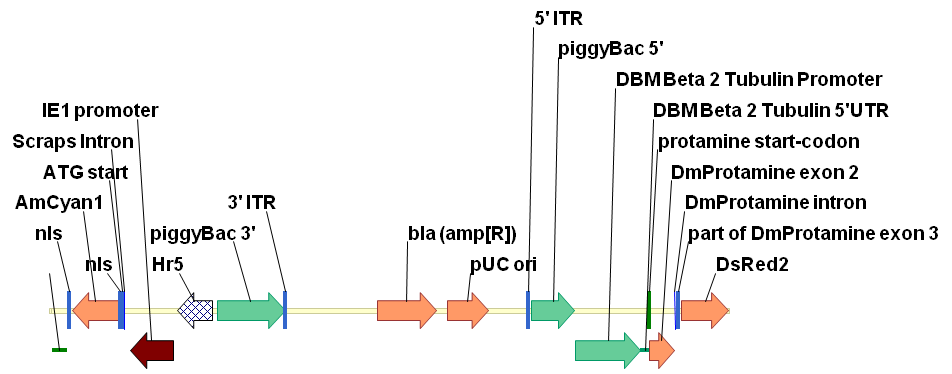 5' ITR
piggyBac 5'
DBM Beta 2 Tubulin Promoter
IE1 promoter
DBM Beta 2 Tubulin 5'UTR
Scraps Intron
protamine start-codon
ATG start
DmProtamine exon 2
AmCyan1
3' ITR
DmProtamine intron
nls
piggyBac 3'
bla (amp[R])
part of DmProtamine exon 3
nls
Hr5
pUC ori
DsRed2